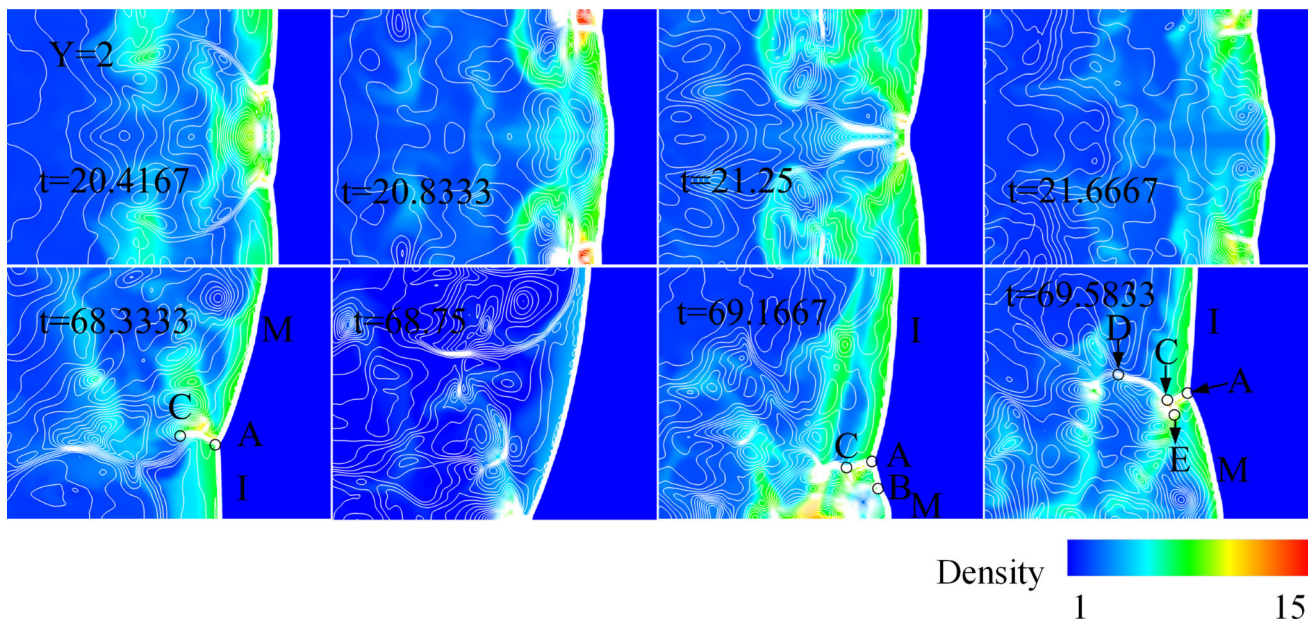 Y=2
t=20.4167
t=20.8333
t=21.25
t=21.6667
t=68.3333
M
C
A
I
t=68.75
t=69.1667
I
C
A
B
M
t=69.5833
D
C
I
A
E
M
Density
1
15